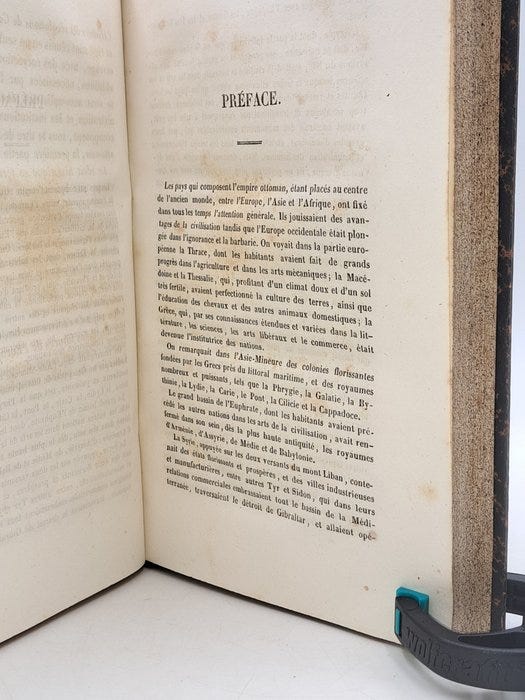 PRÉFACE.
Les pays qui composent l'empire ottoman, étant placés au centre
de l'ancien monde, entre l'Europe, l'Asie et l'Afrique, ont fixé
dans tous les temps l'attention générale. Ils jouissaient des avan-
tages de la civilisation tandis que l'Europe occidentale était plon-
gée dans l'ignorance et la barbarie. On voyait dans la partie euro-
péenne la Thrace, dont les habitants avaient fait de grands
progrès dans l'agriculture et dans les arts mécaniques; la Macé-
doine et la Thessalie, qui, profitant d'un climat doux et d'un sol
très fertile, avaient perfectionné la culture des terres, ainsi que
l'éducation des chevaux et des autres animaux domestiques; la
Grèce, qui, par ses connaissances étendues et variées dans la lit-
térature, les sciences, les arts libéraux et le commerce, était
devenue l'institutrice des nations.
On remarquait dans l'Asie-Mineure des colonies florissantes
fondées par les Grecs près du littoral maritime, et des royaumes
nombreux et puissants, tels que la Phrygie, la Galatie, la By-
thinie, la Lydie, la Carie, le Pont, la Cilicie et la Cappadoce.
Le grand bassin de l'Euphrate, dont les habitants avaient pré-
cédé les autres nations dans les arts de la civilisation, avait ren-
fermé dans son sein, dès la plus haute antiquité, les royaumes
d'Arménie, d'Assyrie, de Médie et de Babylonie.
La Syrie, appuyée sur les deux versants du mont Liban, conte-
nait des états florissants et prospères, et des villes industrieuses
et manufacturières, entre autres Tyr et Sidon, qui dans leurs
relations commerciales embrassaient tout le bassin de la Médi-
terranée, traversaient le détroit de Gibraltar, et allaient opé-
wolfcraft